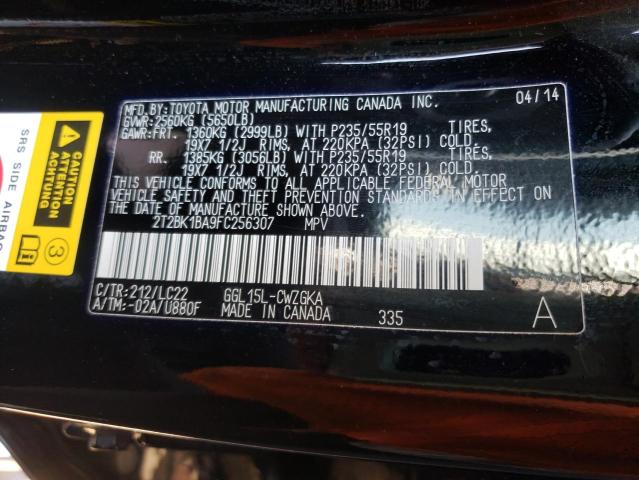 MFD.BY:TOYOTA MOTOR MANUFACTURING CANADA INC. 04/14
GVWR:2560KG (5650LB)
GAWR:FRT. 1360KG (2999LB) WITH P235/55R19 TIRES,
19X7 1/2J RIMS, AT 220KPA (32PSI) COLD.
RR. 1385KG (3056LB) WITH P235/55R19 TIRES,
19X7 1/2J RIMS, AT 220KPA (32PSI) COLD.
THIS VEHICLE CONFORMS TO ALL APPLICABLE FEDERAL MOTOR
VEHICLE SAFETY AND THEFT PREVENTION STANDARDS IN EFFECT ON
THE DATE OF MANUFACTURE SHOWN ABOVE.
2T2BK1BA9FC256307 MPV
C/TR:212/LC22 GGL15L-CWZGKA
A/TM:-02A/U880F MADE IN CANADA 335 A
SRS SIDE AIRBAG
CAUTION
ATTENTION
ACHTUNG
3